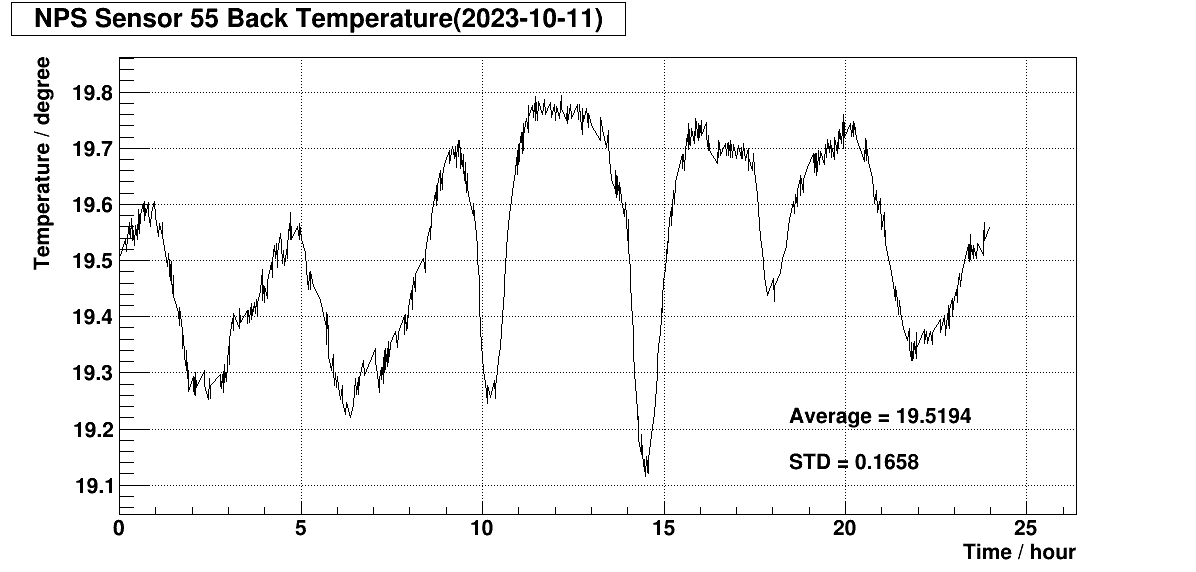 NPS Sensor 55 Back Temperature(2023-10-11)
Temperature / degree
19.8
19.7
19.6
19.5
19.4
19.3
19.2
19.1
Average = 19.5194
STD = 0.1658
0 5 10 15 20 25
Time / hour